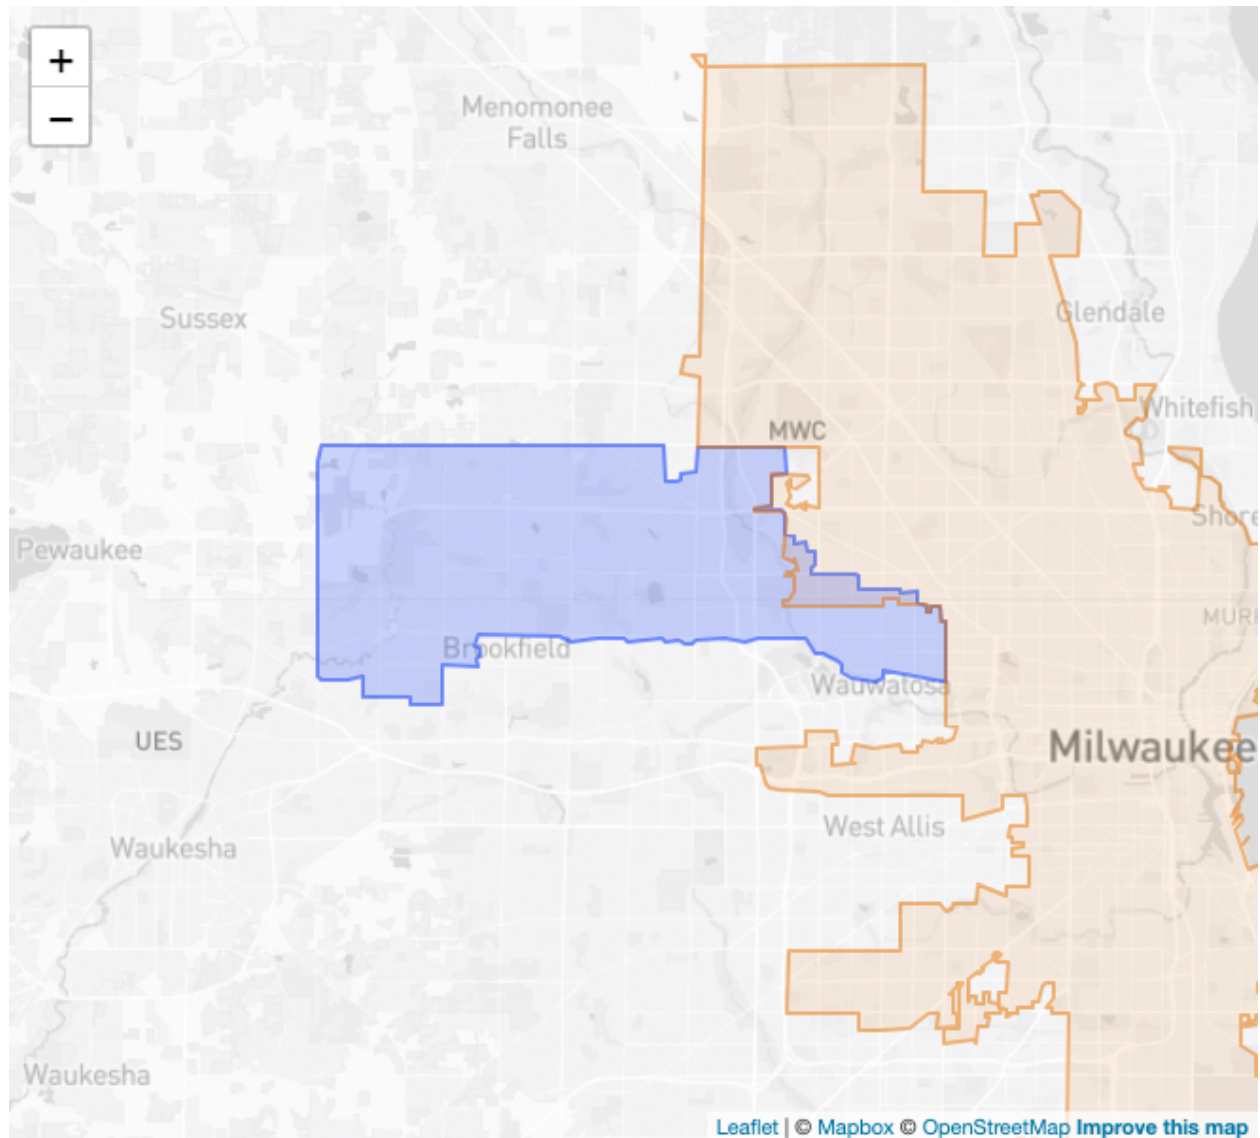 +
−
Menomonee
Falls
Sussex
Glendale
Whitefish
MWC
Shore
Pewaukee
MUR
Brookfield
Wauwatosa
UES
Milwaukee
West Allis
Waukesha
Waukesha
Leaflet | © Mapbox © OpenStreetMap Improve this map